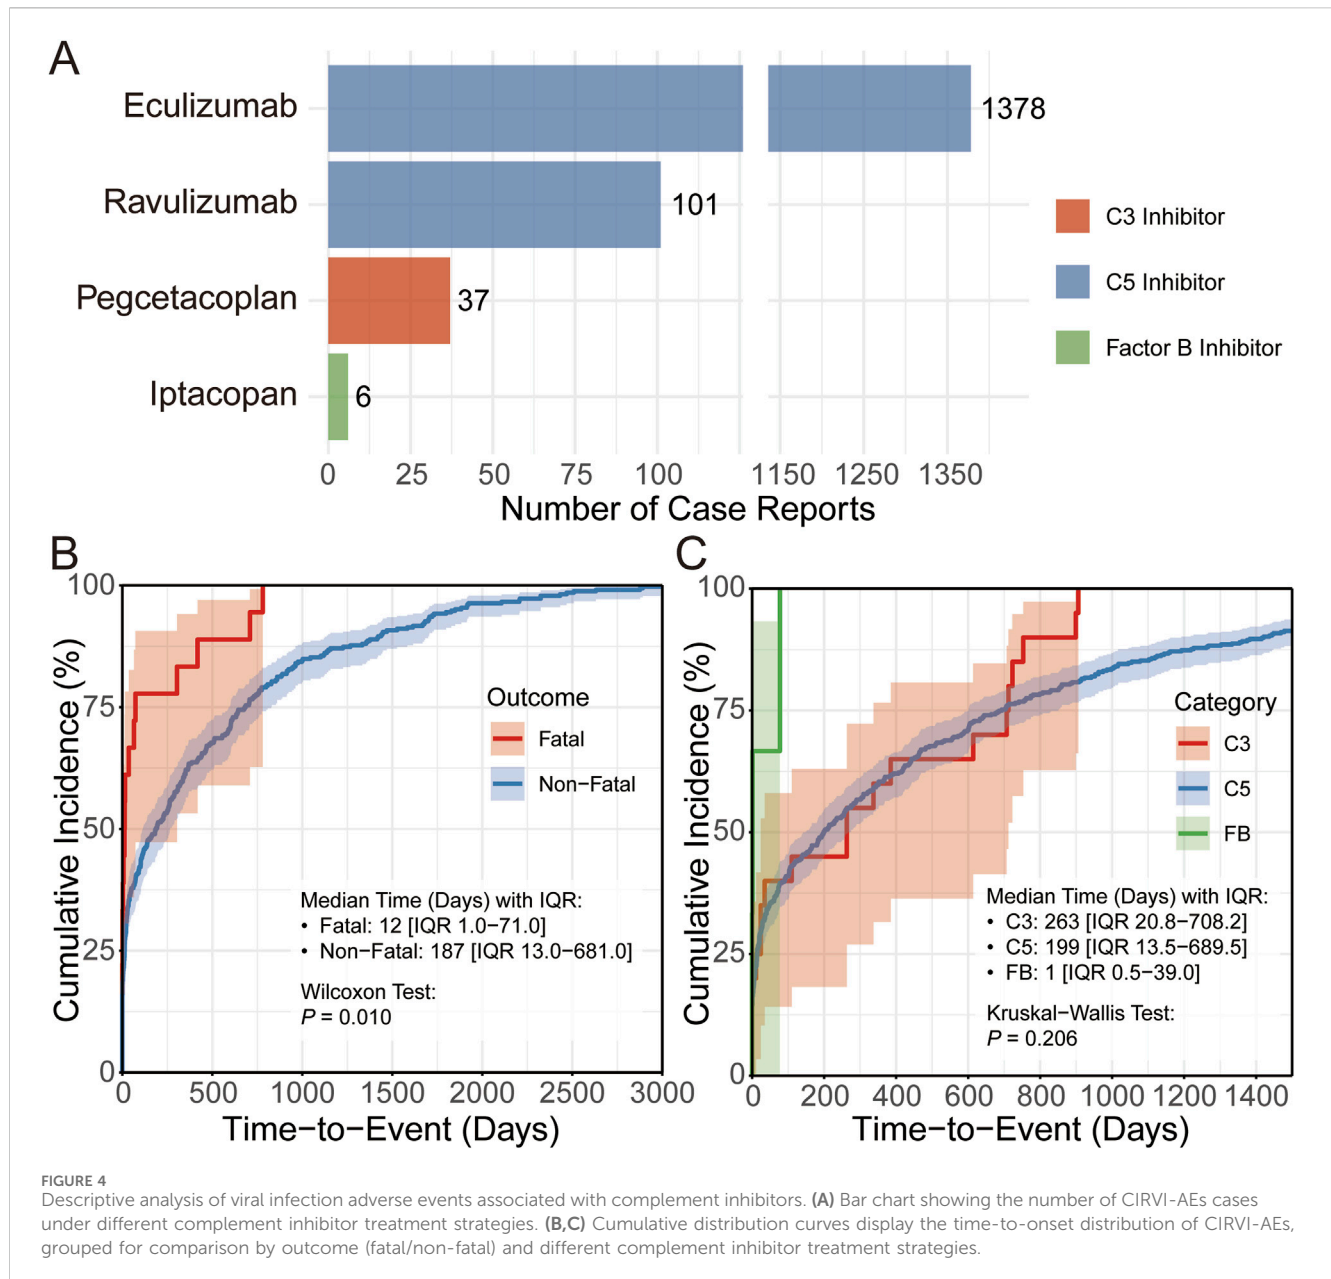 A
Eculizumab
1378
Ravulizumab
101
Pegcetacoplan
37
Iptacopan
6
0 25 50 75 100 1150 1250 1350
Number of Case Reports
C3 Inhibitor
C5 Inhibitor
Factor B Inhibitor
B
Cumulative Incidence (%)
100
75
50
25
0
0 500 1000 1500 2000 2500 3000
Time−to−Event (Days)
Outcome
Fatal
Non−Fatal
Median Time (Days) with IQR:
• Fatal: 12 [IQR 1.0−71.0]
• Non−Fatal: 187 [IQR 13.0−681.0]
Wilcoxon Test:
P = 0.010
C
Cumulative Incidence (%)
100
75
50
25
0
0 200 400 600 800 1000 1200 1400
Time−to−Event (Days)
Category
C3
C5
FB
Median Time (Days) with IQR:
• C3: 263 [IQR 20.8−708.2]
• C5: 199 [IQR 13.5−689.5]
• FB: 1 [IQR 0.5−39.0]
Kruskal−Wallis Test:
P = 0.206
FIGURE 4
Descriptive analysis of viral infection adverse events associated with complement inhibitors. (A) Bar chart showing the number of CIRVI-AEs cases
under different complement inhibitor treatment strategies. (B,C) Cumulative distribution curves display the time-to-onset distribution of CIRVI-AEs,
grouped for comparison by outcome (fatal/non-fatal) and different complement inhibitor treatment strategies.